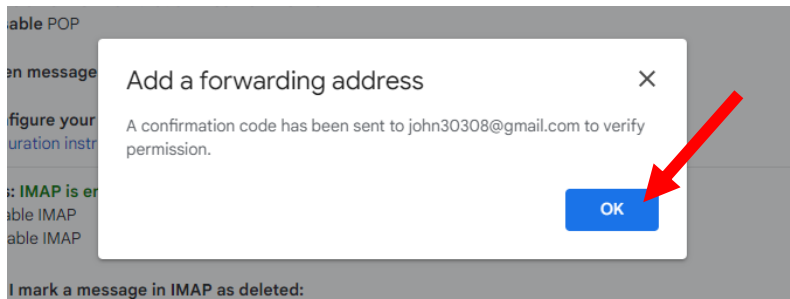 able POP
Add a forwarding address
en message
figure your
A confirmation code has been sent to john30308@gmail.com to verify
uration instr
permission.
s: IMAP is er
able IMAP
OK
able IMAP
I mark a message in IMAP as deleted: